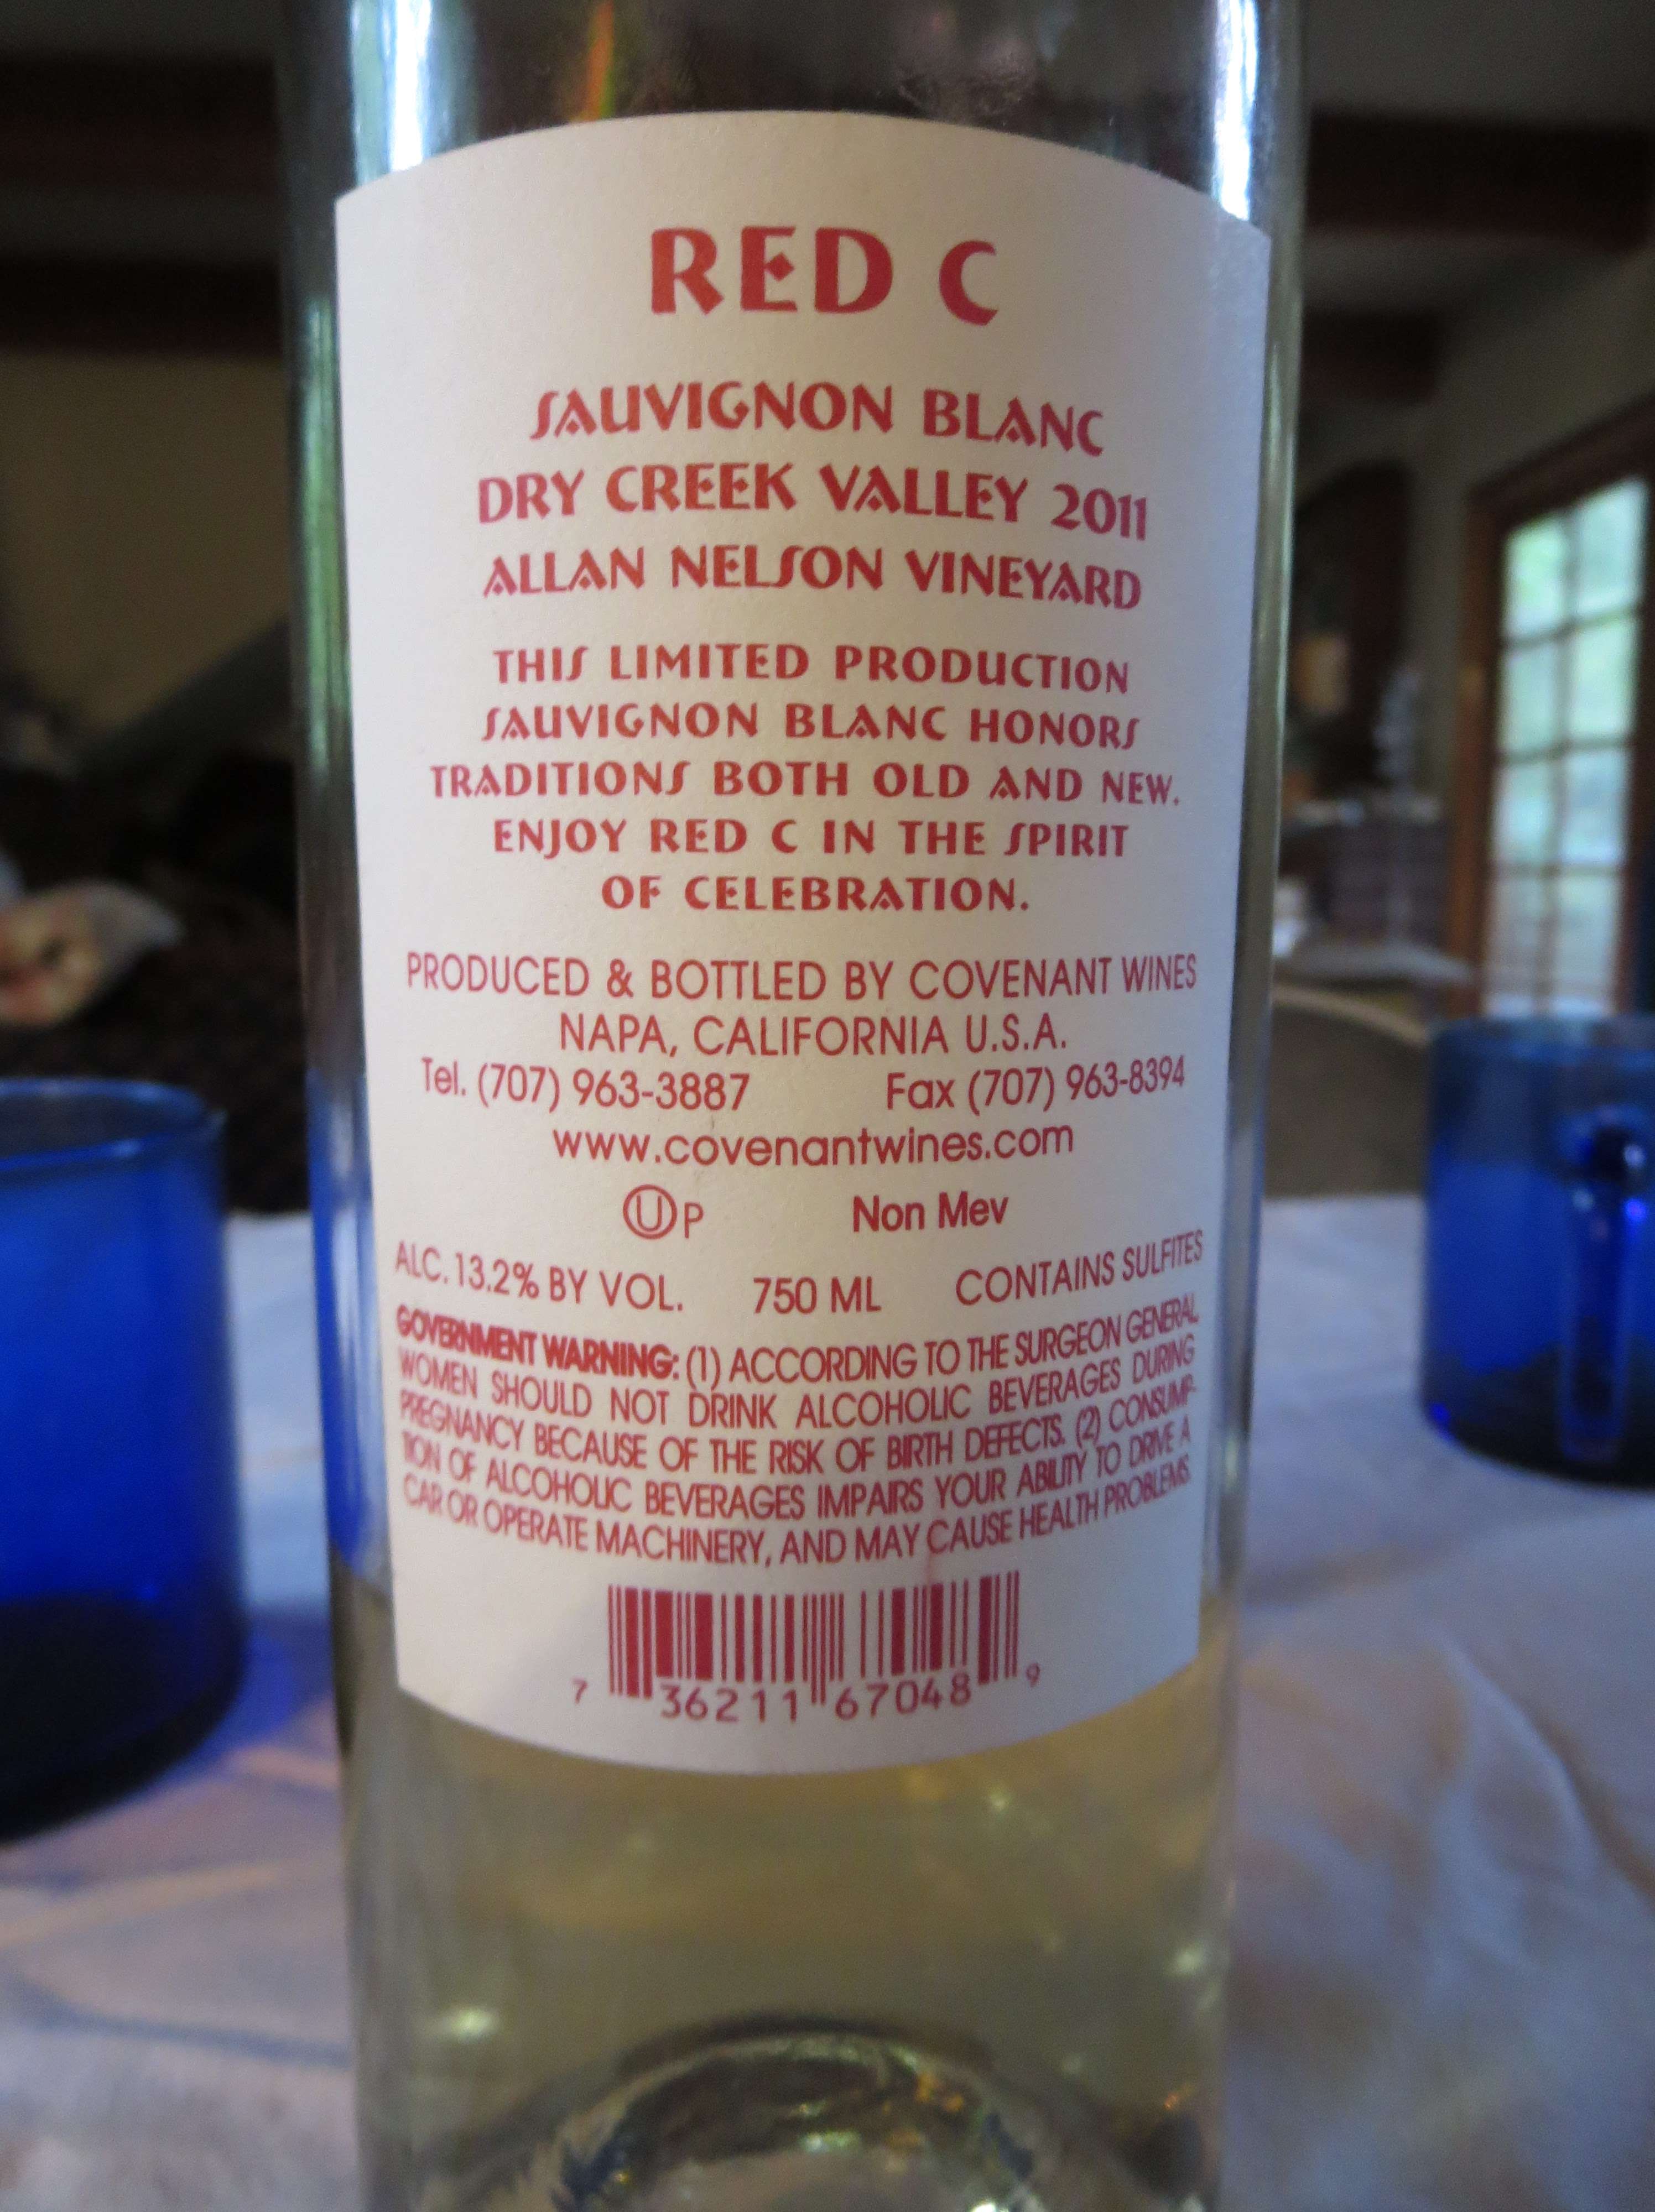 RED C
SAUVIGNON BLANC
DRY CREEK VALLEY 2011
ALLAN NELSON VINEYARD
THIS LIMITED PRODUCTION
SAUVIGNON BLANC HONORS
TRADITIONS BOTH OLD AND NEW.
ENJOY RED C IN THE SPIRIT
OF CELEBRATION.
PRODUCED & BOTTLED BY COVENANT WINES
NAPA, CALIFORNIA U.S.A.
Tel. (707) 963-3887 Fax (707) 963-8394
www.covenantwines.com
Ⓤ P Non Mev
ALC. 13.2% BY VOL. 750 ML CONTAINS SULFITES
GOVERNMENT WARNING: (1) ACCORDING TO THE SURGEON GENERAL
WOMEN SHOULD NOT DRINK ALCOHOLIC BEVERAGES DURING
PREGNANCY BECAUSE OF THE RISK OF BIRTH DEFECTS. (2) CONSUMP-
TION OF ALCOHOLIC BEVERAGES IMPAIRS YOUR ABILITY TO DRIVE A
CAR OR OPERATE MACHINERY, AND MAY CAUSE HEALTH PROBLEMS.
7 36211 67048 9